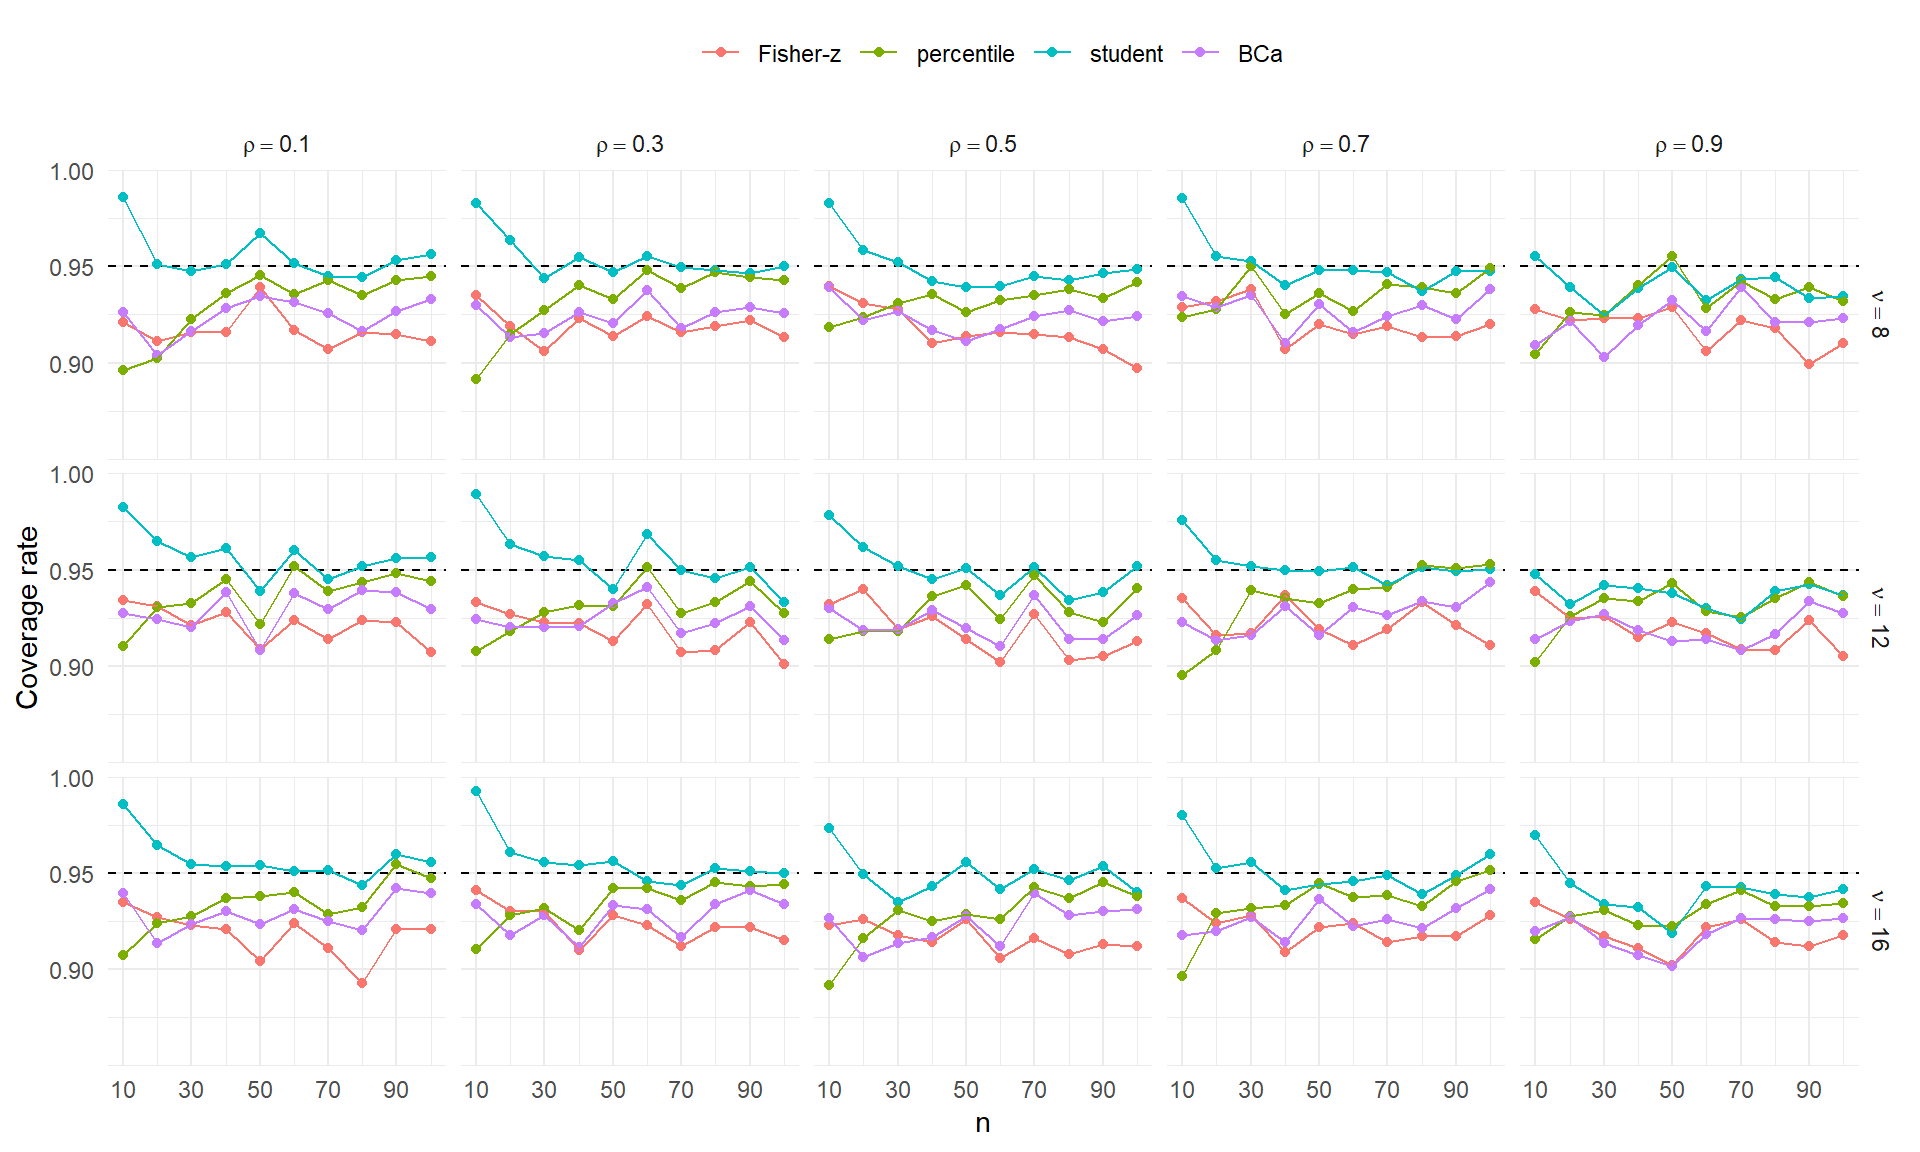 Fisher-z percentile student BCa
ρ = 0.1 ρ = 0.3 ρ = 0.5 ρ = 0.7 ρ = 0.9
1.00
0.95
0.90
ν = 8
1.00
0.95
0.90
ν = 12
1.00
0.95
0.90
ν = 16
Coverage rate
10 30 50 70 90 10 30 50 70 90 10 30 50 70 90 10 30 50 70 90 10 30 50 70 90
n